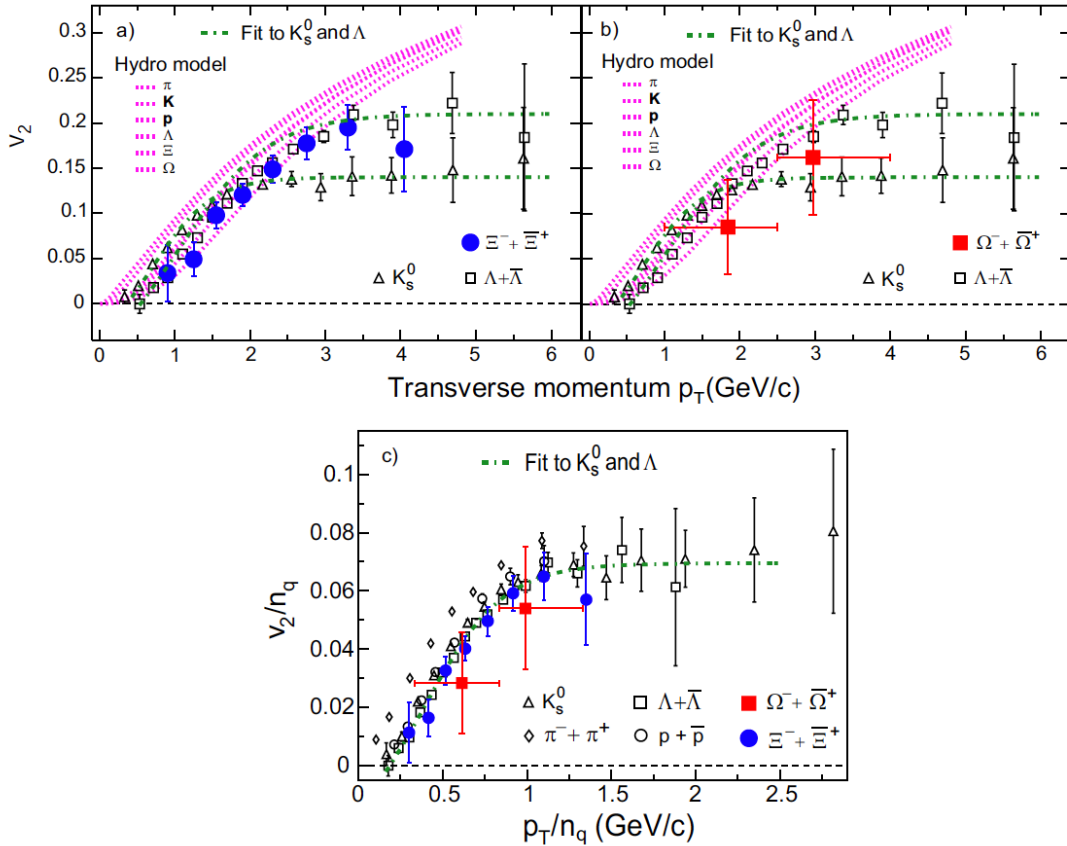 a) Fit to K_s^0 and Λ
Hydro model
π
K
p
Λ
Ξ
Ω
Ξ⁻ + Ξ̅⁺
K_s^0 Λ+Λ̅
V₂
0.3
0.25
0.2
0.15
0.1
0.05
0
0 1 2 3 4 5 6
b) Fit to K_s^0 and Λ
Hydro model
π
K
p
Λ
Ξ
Ω
Ω⁻ + Ω̅⁺
K_s^0 Λ+Λ̅
0 1 2 3 4 5 6
Transverse momentum p_T(GeV/c)
c) Fit to K_s^0 and Λ
v₂/n_q
0.1
0.08
0.06
0.04
0.02
0
K_s^0 Λ+Λ̅ Ω⁻ + Ω̅⁺
π⁻ + π⁺ p + p̅ Ξ⁻ + Ξ̅⁺
0 0.5 1 1.5 2 2.5
p_T/n_q (GeV/c)